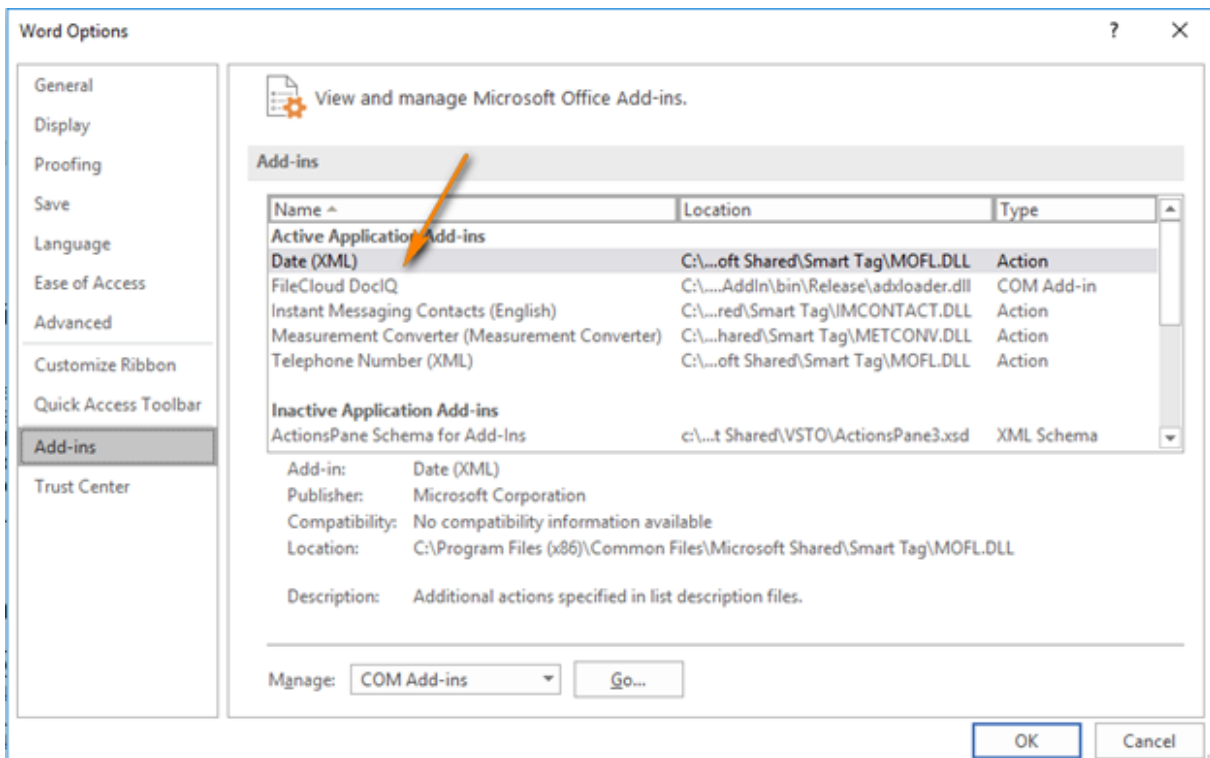 Word Options ?
General
Display
Proofing
Save
Language
Ease of Access
Advanced
Customize Ribbon
Quick Access Toolbar
Add-ins
Trust Center
View and manage Microsoft Office Add-ins.
Add-ins
Name Location Type
Active Application Add-ins
Date (XML) C:\...oft Shared\Smart Tag\MOFL.DLL Action
FileCloud DocIQ C:\....AddIn\bin\Release\adxloader.dll COM Add-in
Instant Messaging Contacts (English) C:\...red\Smart Tag\IMCONTACT.DLL Action
Measurement Converter (Measurement Converter) C:\...hared\Smart Tag\METCONV.DLL Action
Telephone Number (XML) C:\...oft Shared\Smart Tag\MOFL.DLL Action
Inactive Application Add-ins
ActionsPane Schema for Add-Ins c:\...t Shared\VSTO\ActionsPane3.xsd XML Schema
Add-in: Date (XML)
Publisher: Microsoft Corporation
Compatibility: No compatibility information available
Location: C:\Program Files (x86)\Common Files\Microsoft Shared\Smart Tag\MOFL.DLL
Description: Additional actions specified in list description files.
Manage: COM Add-ins Go...
OK Cancel